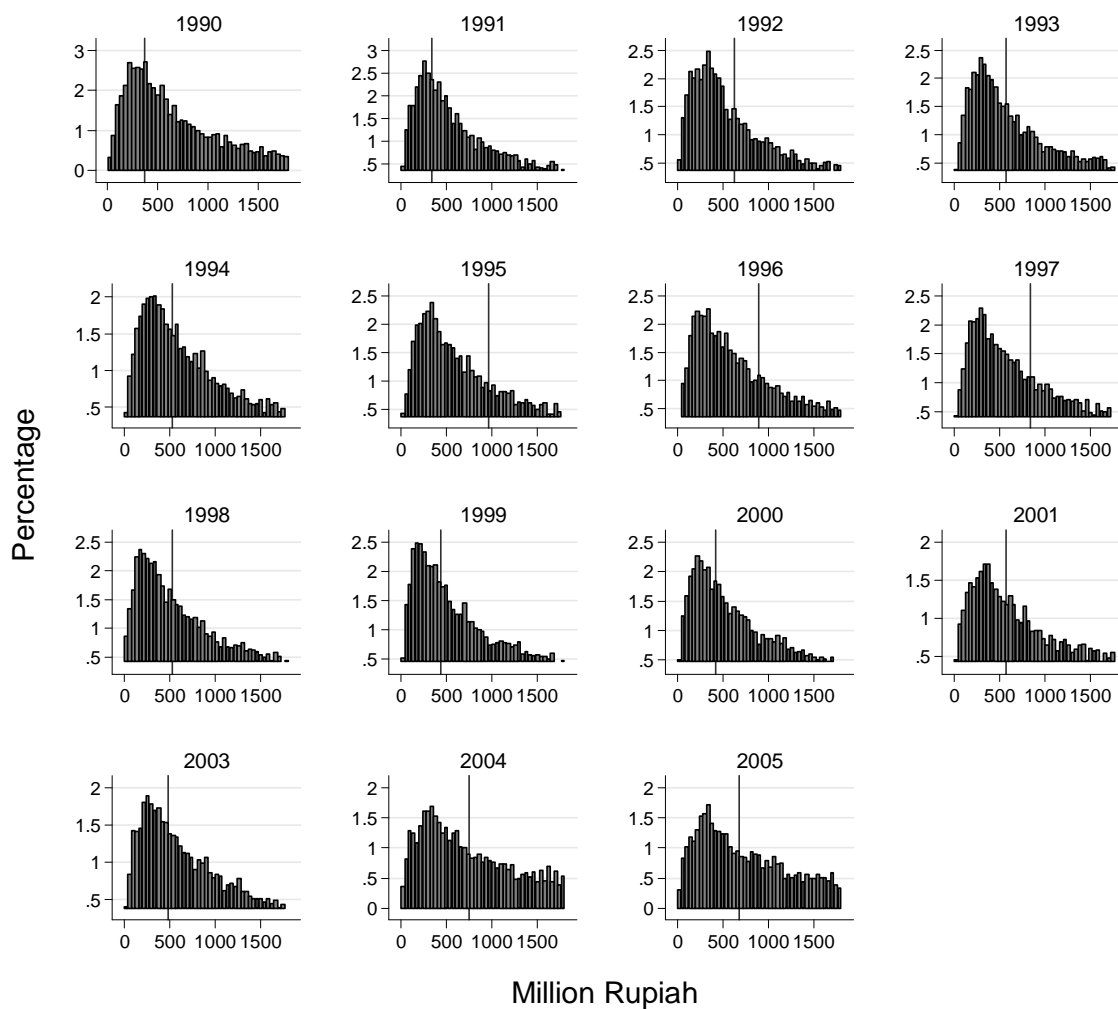 1990 1991 1992 1993
3 3 2.5 2.5
2 2.5 2 2
2 1.5 1.5
1 1.5 1 1
0 1 .5 .5
.5
0 500 1000 1500 0 500 1000 1500 0 500 1000 1500 0 500 1000 1500
1994 1995 1996 1997
2 2.5 2.5 2.5
1.5 2 2 2
1 1.5 1.5 1.5
.5 1 1 1
.5 .5 .5
0 500 1000 1500 0 500 1000 1500 0 500 1000 1500 0 500 1000 1500
Percentage
1998 1999 2000 2001
2.5 2.5 2.5 2
2 2 2 1.5
1.5 1.5 1.5 1
1 1 1 .5
.5 .5 .5
0 500 1000 1500 0 500 1000 1500 0 500 1000 1500 0 500 1000 1500
2003 2004 2005
2 2 2
1.5 1.5 1.5
1 1 1
.5 .5 .5
0 0
0 500 1000 1500 0 500 1000 1500 0 500 1000 1500
Million Rupiah